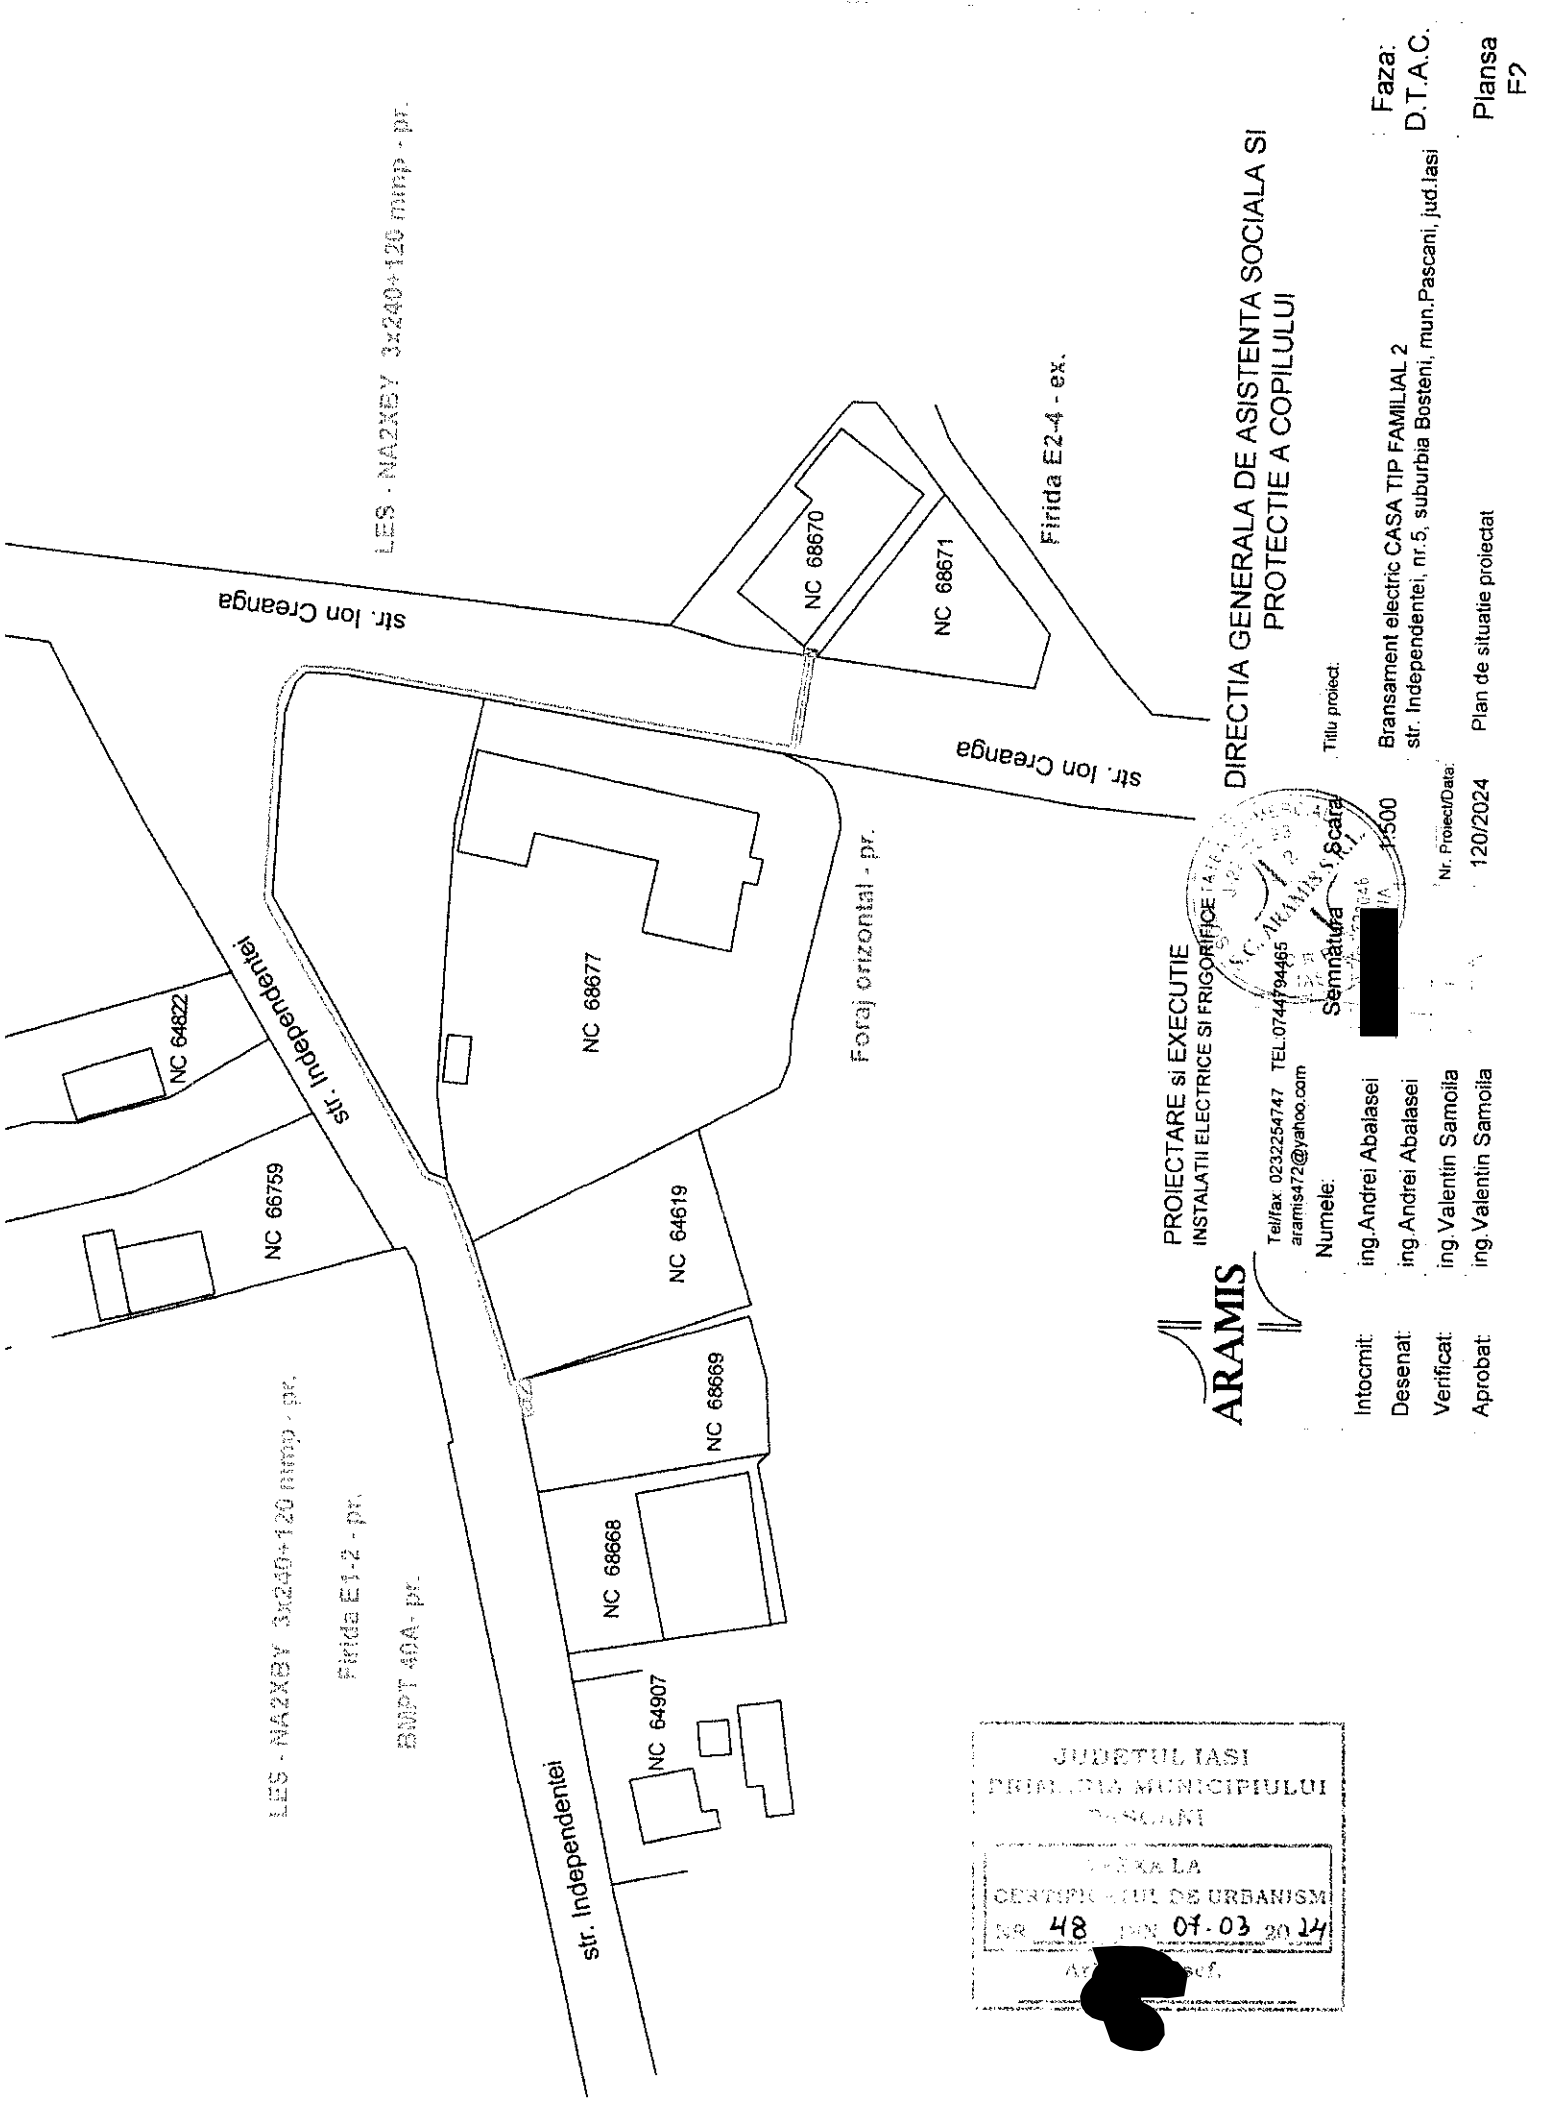 LES - NA2XBY 3x240+120 mmp - pr.
str. Ion Creanga
NC 68670
NC 68671
Firida E2-4 - ex.
str. Ion Creanga
NC 64822
str. Independentei
NC 66759
NC 68677
Foraj orizontal - pr.
NC 64619
NC 68669
NC 68668
NC 64907
str. Independentei
LES - NA2XBY 3x240+120 mmp - pr.
Firida E1-2 - pr.
BMPT 40A- pr.
ARAMIS
PROIECTARE si EXECUTIE
INSTALATII ELECTRICE SI FRIGORIFICE
Tel/fax: 0232254747 TEL:0744794465
aramis472@yahoo.com
DIRECTIA GENERALA DE ASISTENTA SOCIALA SI
PROTECTIE A COPILULUI
Numele:
Semnatura
Scara
Titlu proiect:
Intocmit:
ing.Andrei Abalasei
1:500
Bransament electric CASA TIP FAMILIAL 2
str. Independentei, nr.5, suburbia Bosteni, mun.Pascani, jud.Iasi
Faza:
D.T.A.C.
Desenat:
ing.Andrei Abalasei
Verificat:
ing.Valentin Samoila
Nr. Proiect/Data:
Aprobat:
ing.Valentin Samoila
120/2024
Plan de situatie proiectat
Plansa
F2
S.C. ARAMIS S.R.L.
JUDETUL IASI
PRIMARIA MUNICIPIULUI
PASCANI
ANEXA LA
CERTIFICATUL DE URBANISM
NR 48 DIN 07.03 2024